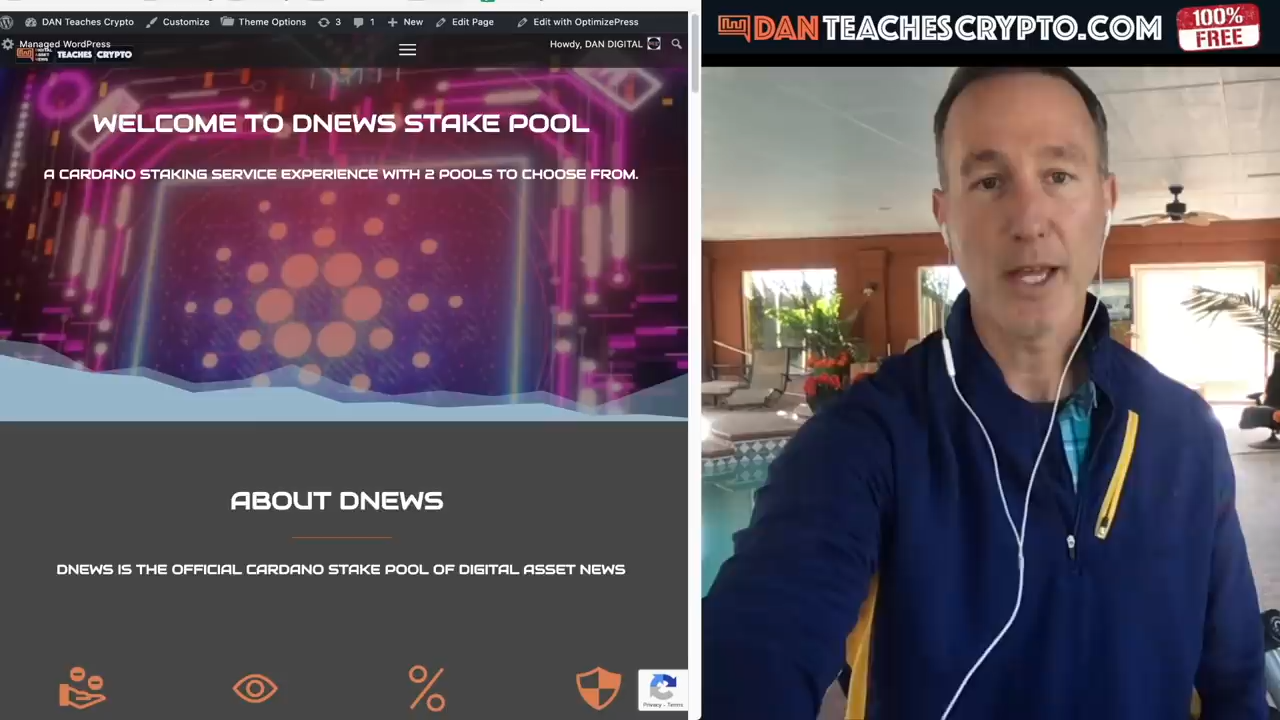 DAN Teaches Crypto Customize Theme Options 3 1 New Edit Page Edit with OptimizePress
Managed WordPress
TEACHES CRYPTO
Howdy, DAN DIGITAL
WELCOME TO DNEWS STAKE POOL
A CARDANO STAKING SERVICE EXPERIENCE WITH 2 POOLS TO CHOOSE FROM.
ABOUT DNEWS
DNEWS IS THE OFFICIAL CARDANO STAKE POOL OF DIGITAL ASSET NEWS
Privacy - Terms
DANTEACHESCRYPTO.COM
100%
FREE